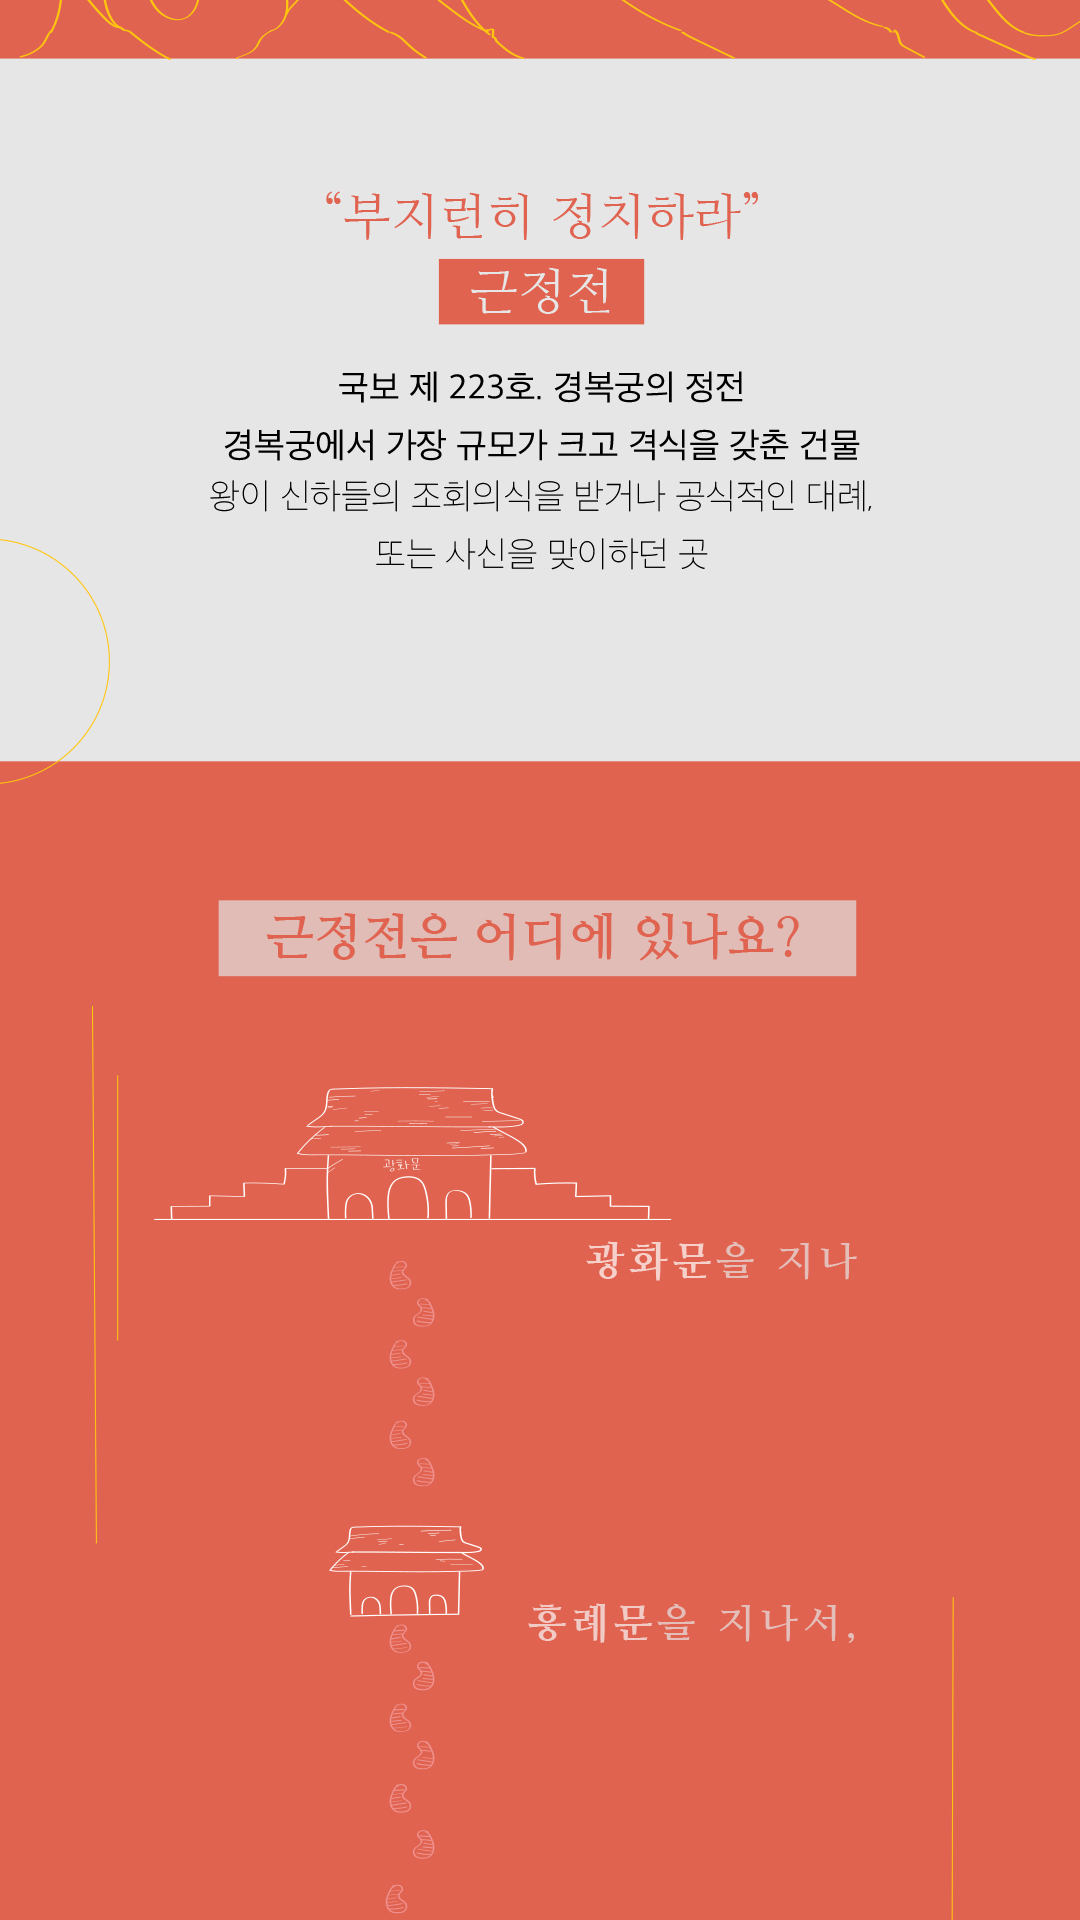 “부지런히 정치하라”
근정전
국보 제 223호. 경복궁의 정전
경복궁에서 가장 규모가 크고 격식을 갖춘 건물
왕이 신하들의 조회의식을 받거나 공식적인 대례,
또는 사신을 맞이하던 곳
근정전은 어디에 있나요?
광화문
광화문을 지나
흥례문을 지나서,